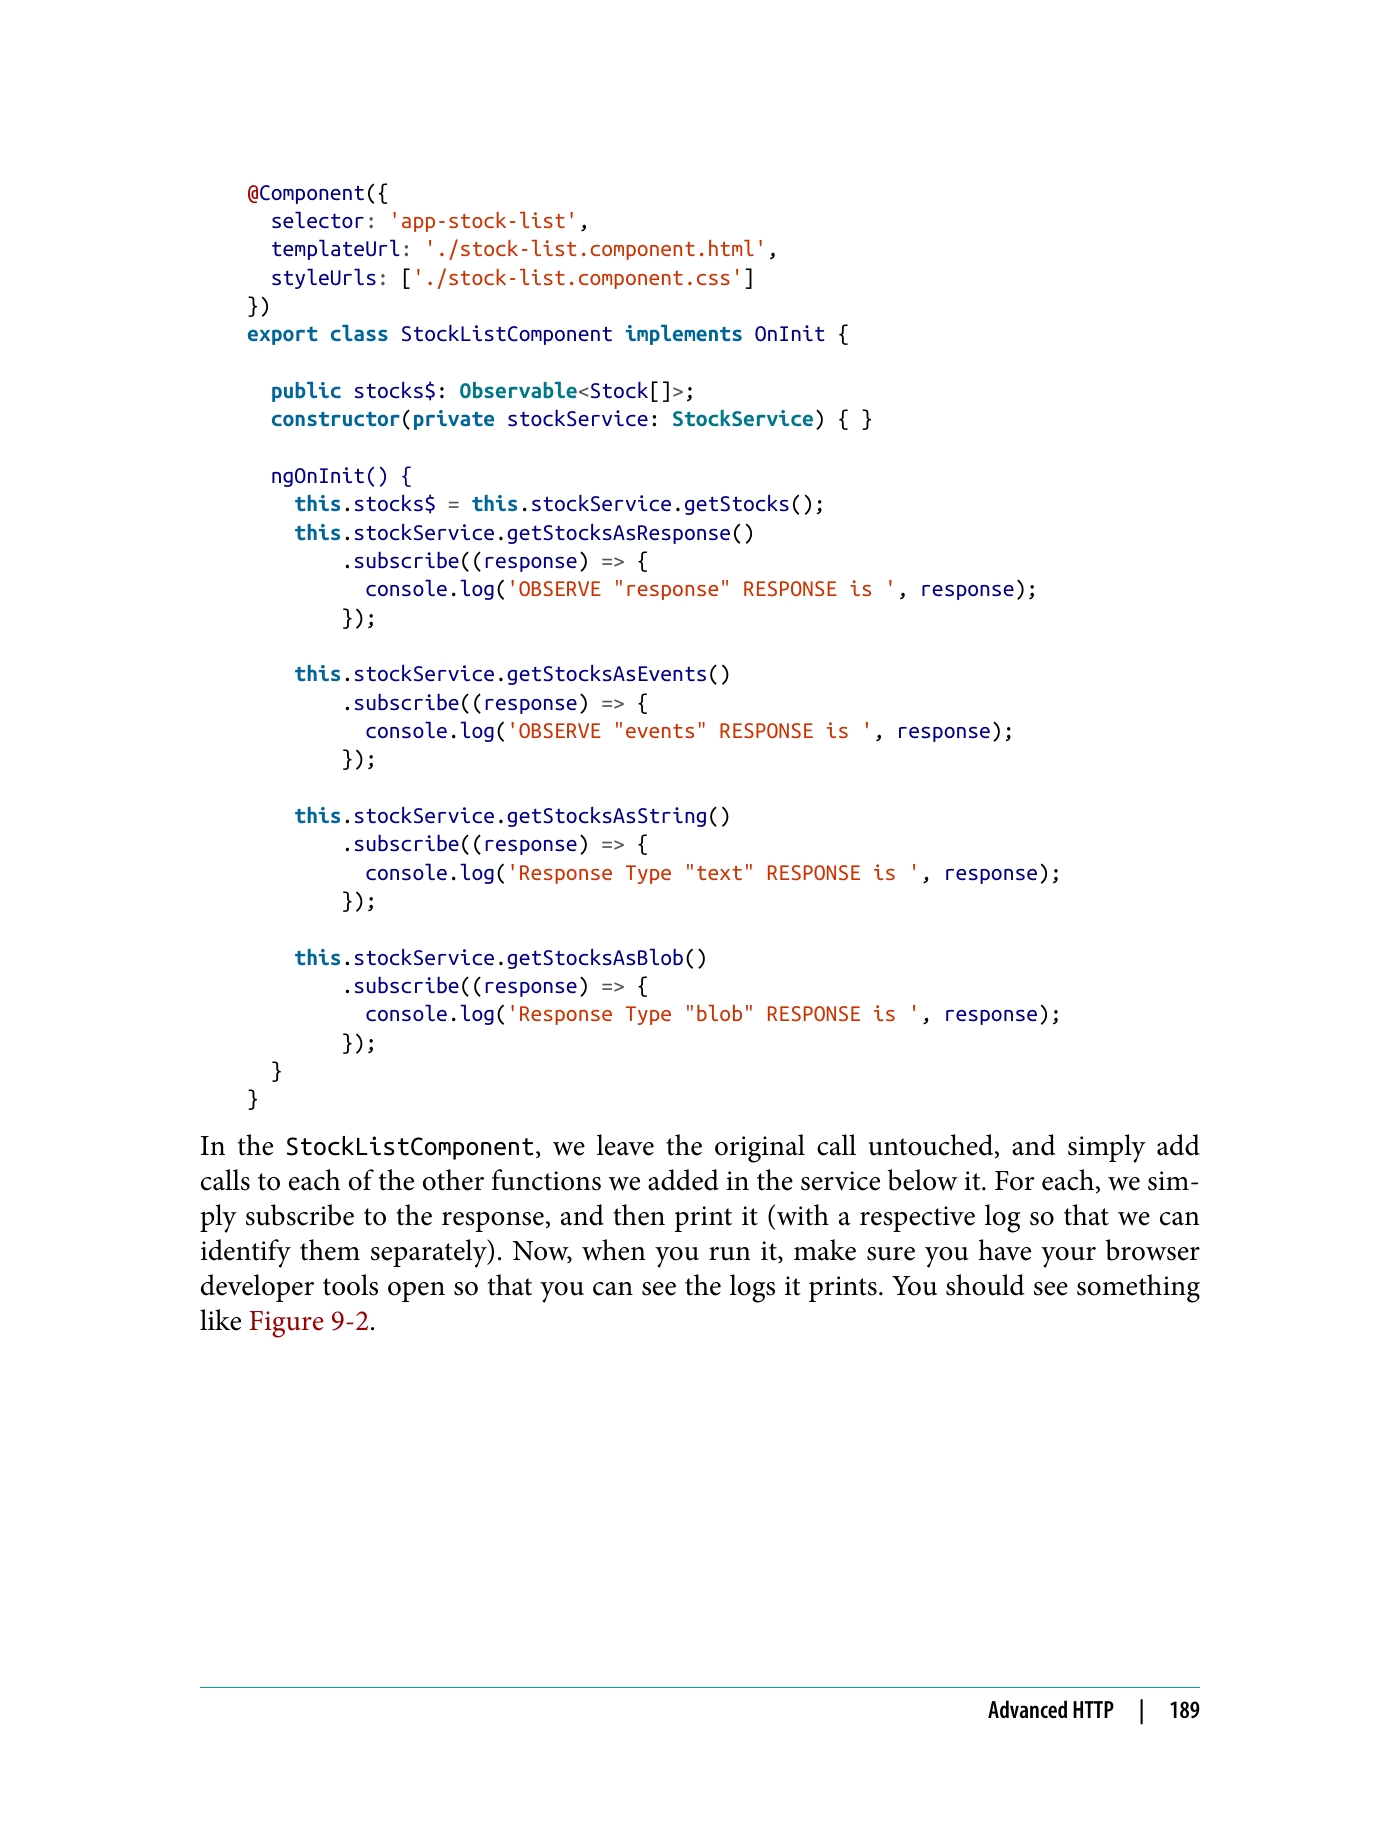 @Component({
  selector: 'app-stock-list',
  templateUrl: './stock-list.component.html',
  styleUrls: ['./stock-list.component.css']
})
export class StockListComponent implements OnInit {

  public stocks$: Observable<Stock[]>;
  constructor(private stockService: StockService) { }

  ngOnInit() {
    this.stocks$ = this.stockService.getStocks();
    this.stockService.getStocksAsResponse()
        .subscribe((response) => {
          console.log('OBSERVE "response" RESPONSE is ', response);
        });

    this.stockService.getStocksAsEvents()
        .subscribe((response) => {
          console.log('OBSERVE "events" RESPONSE is ', response);
        });

    this.stockService.getStocksAsString()
        .subscribe((response) => {
          console.log('Response Type "text" RESPONSE is ', response);
        });

    this.stockService.getStocksAsBlob()
        .subscribe((response) => {
          console.log('Response Type "blob" RESPONSE is ', response);
        });
  }
}
In the StockListComponent, we leave the original call untouched, and simply add
calls to each of the other functions we added in the service below it. For each, we sim-
ply subscribe to the response, and then print it (with a respective log so that we can
identify them separately). Now, when you run it, make sure you have your browser
developer tools open so that you can see the logs it prints. You should see something
like Figure 9-2.
Advanced HTTP | 189